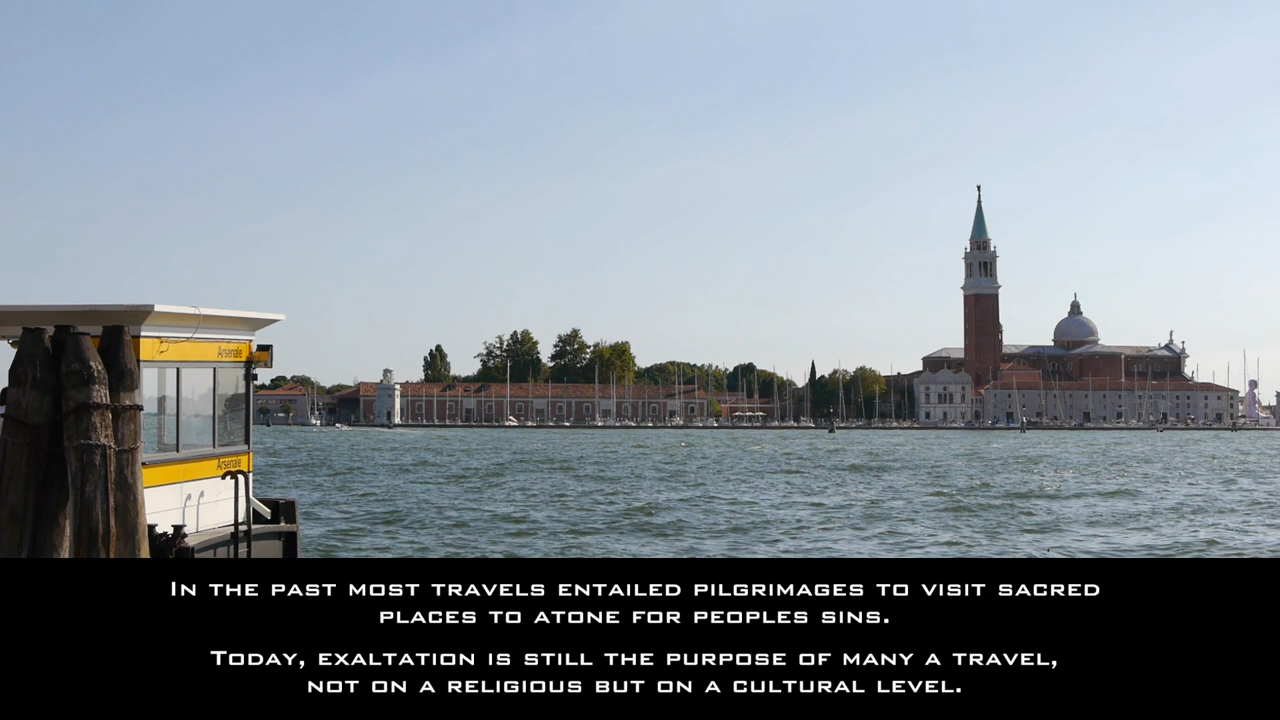 Arsenale
Arsenale
In the past most travels entailed pilgrimages to visit sacred
places to atone for peoples sins.
Today, exaltation is still the purpose of many a travel,
not on a religious but on a cultural level.